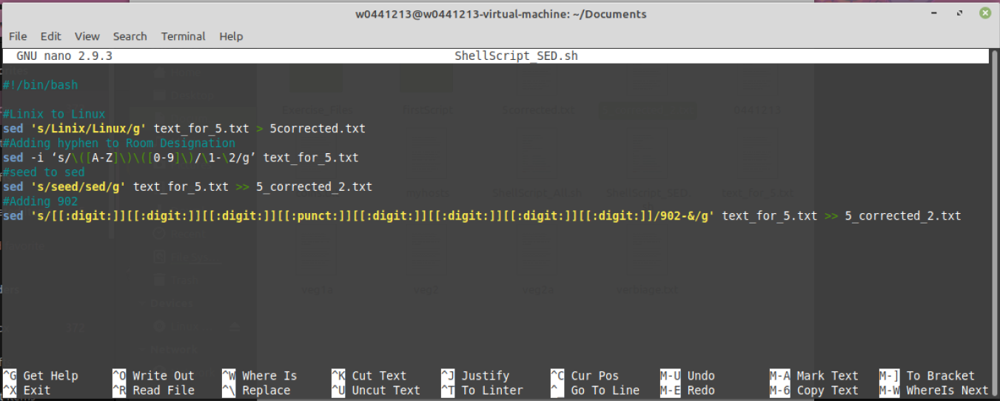 w0441213@w0441213-virtual-machine: ~/Documents
File Edit View Search Terminal Help
GNU nano 2.9.3 ShellScript_SED.sh
#!/bin/bash
#Linix to Linux
sed 's/Linix/Linux/g' text_for_5.txt > 5corrected.txt
#Adding hyphen to Room Designation
sed -i ‘s/\([A-Z]\)\([0-9]\)/\1-\2/g’ text_for_5.txt
#seed to sed
sed 's/seed/sed/g' text_for_5.txt >> 5_corrected_2.txt
#Adding 902
sed 's/[[:digit:]][[:digit:]][[:digit:]][[:punct:]][[:digit:]][[:digit:]][[:digit:]][[:digit:]]/902-&/g' text_for_5.txt >> 5_corrected_2.txt
^G Get Help ^O Write Out ^W Where Is ^K Cut Text ^J Justify ^C Cur Pos M-U Undo M-A Mark Text M-] To Bracket
^X Exit ^R Read File ^\ Replace ^U Uncut Text ^T To Linter ^_ Go To Line M-E Redo M-6 Copy Text M-W WhereIs Next